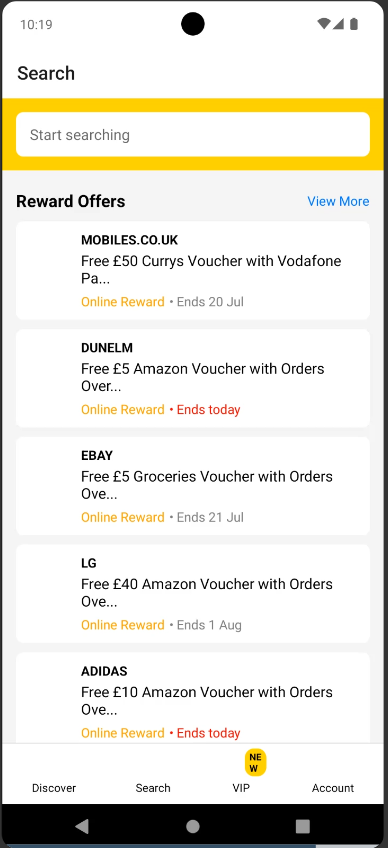 10:19
Search
Start searching
Reward Offers
View More
MOBILES.CO.UK
Free £50 Currys Voucher with Vodafone
Pa...
Online Reward • Ends 20 Jul
DUNELM
Free £5 Amazon Voucher with Orders
Over...
Online Reward • Ends today
EBAY
Free £5 Groceries Voucher with Orders
Ove...
Online Reward • Ends 21 Jul
LG
Free £40 Amazon Voucher with Orders
Ove...
Online Reward • Ends 1 Aug
ADIDAS
Free £10 Amazon Voucher with Orders
Ove...
Online Reward • Ends today
NE
W
Discover
Search
VIP
Account